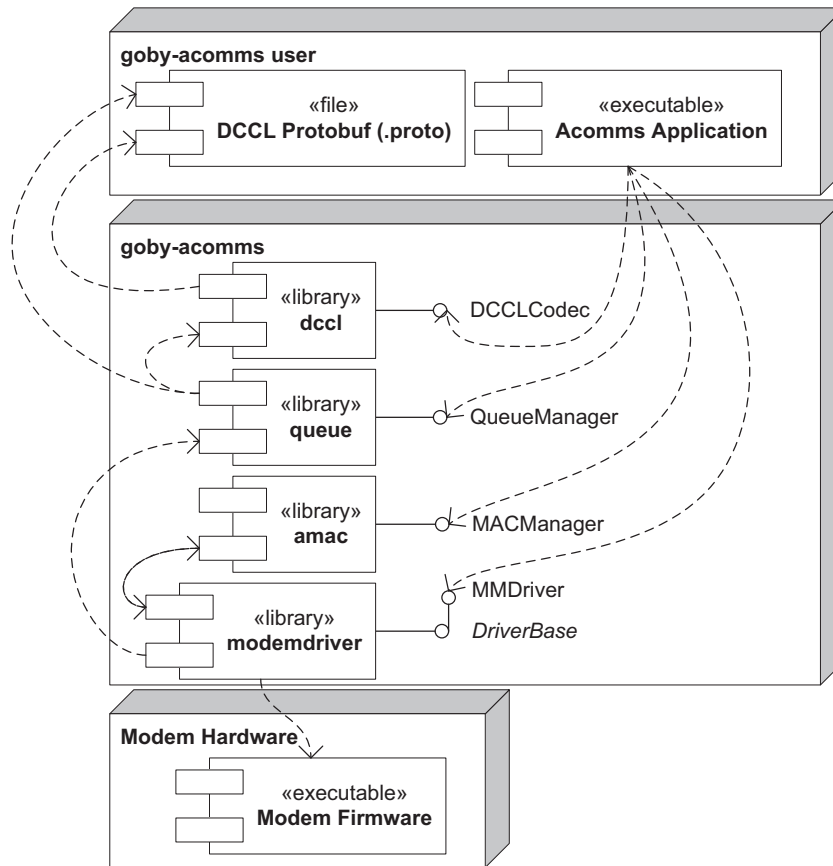 goby-acomms user
«file»
DCCL Protobuf (.proto)
«executable»
Acomms Application
goby-acomms
«library»
dccl
DCCLCodec
«library»
queue
QueueManager
«library»
amac
MACManager
«library»
modemdriver
MMDriver
DriverBase
Modem Hardware
«executable»
Modem Firmware